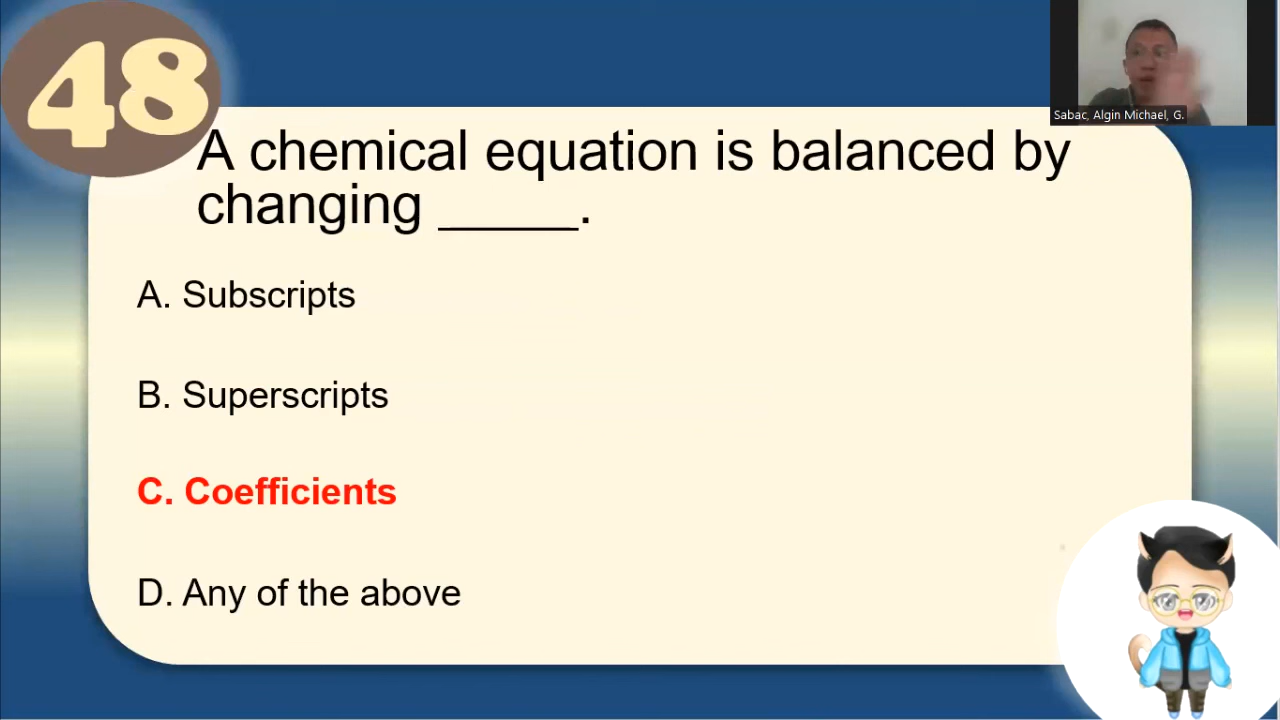 48
Sabac, Algin Michael, G.
A chemical equation is balanced by
changing _____.
A. Subscripts
B. Superscripts
C. Coefficients
D. Any of the above